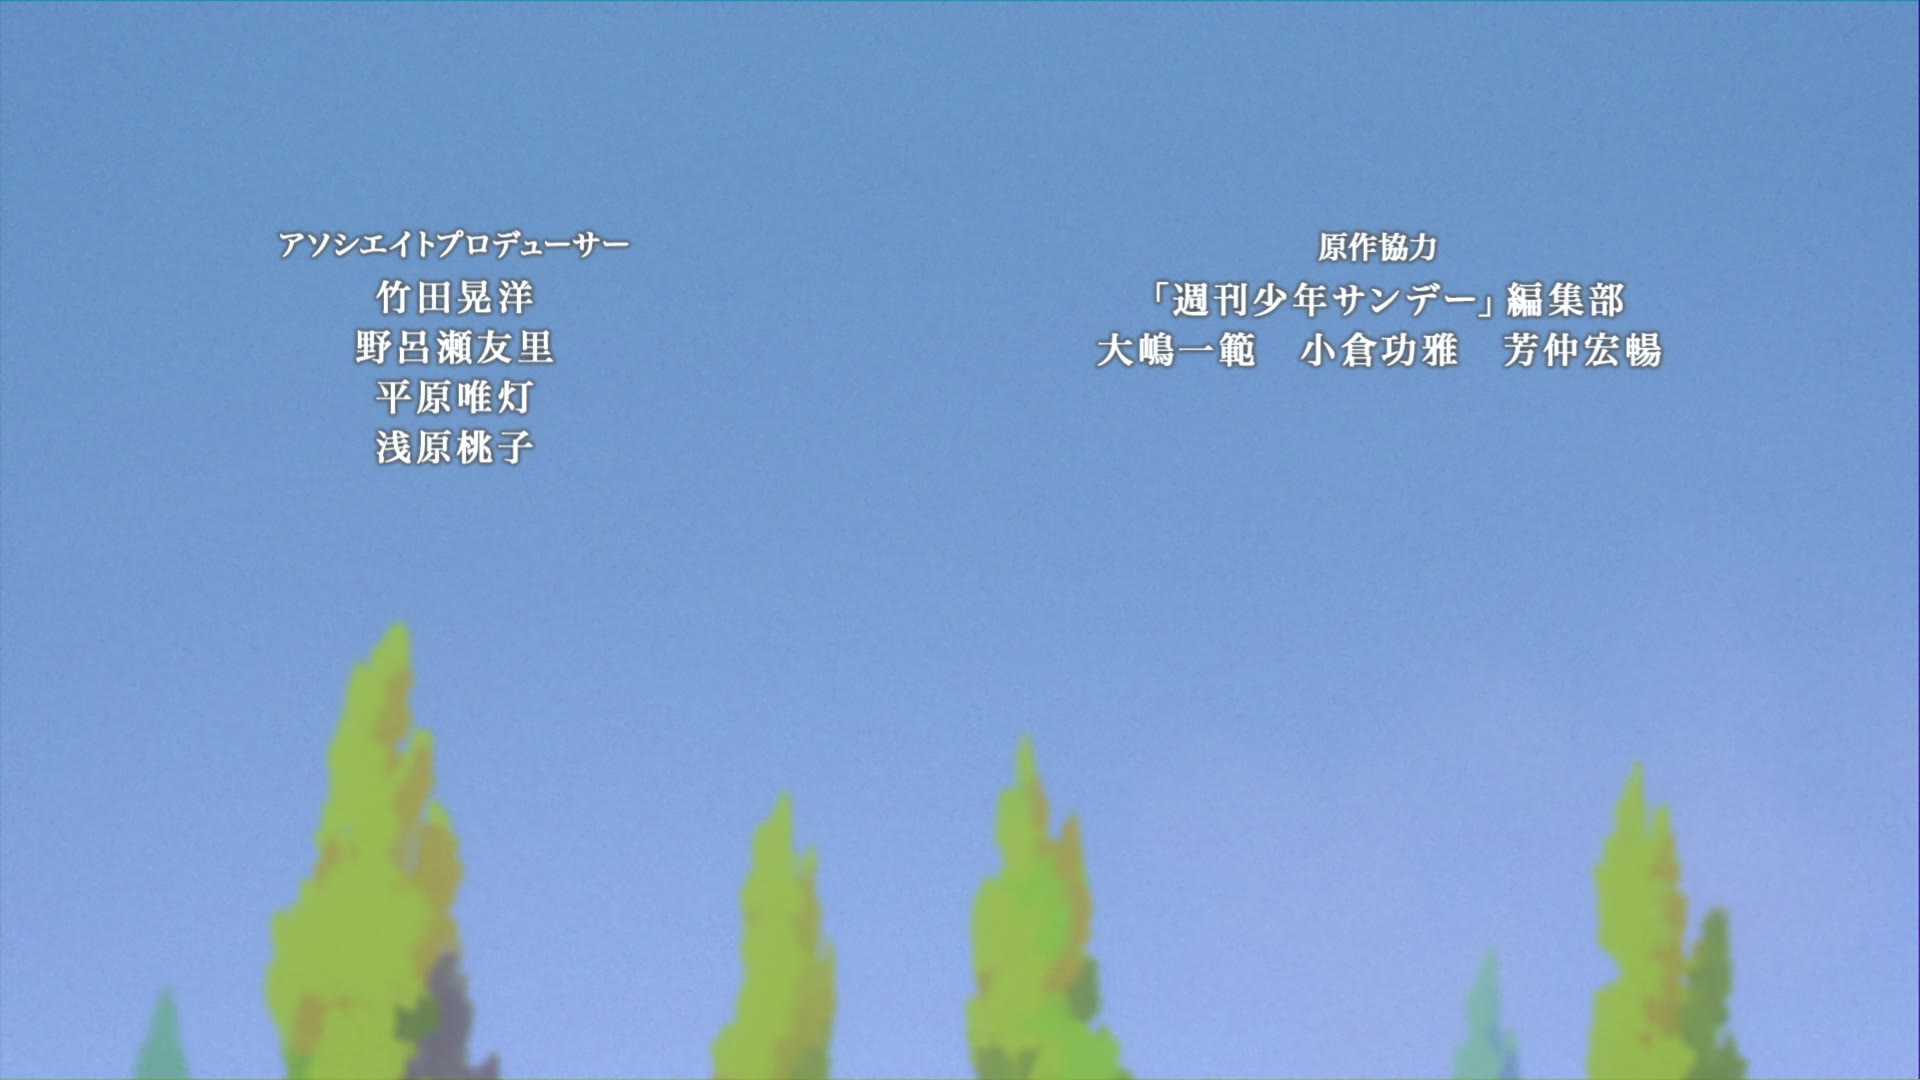 アソシエイトプロデューサー
竹田晃洋
野呂瀬友里
平原唯灯
浅原桃子
原作協力
「週刊少年サンデー」編集部
大嶋一範　小倉功雅　芳仲宏暢